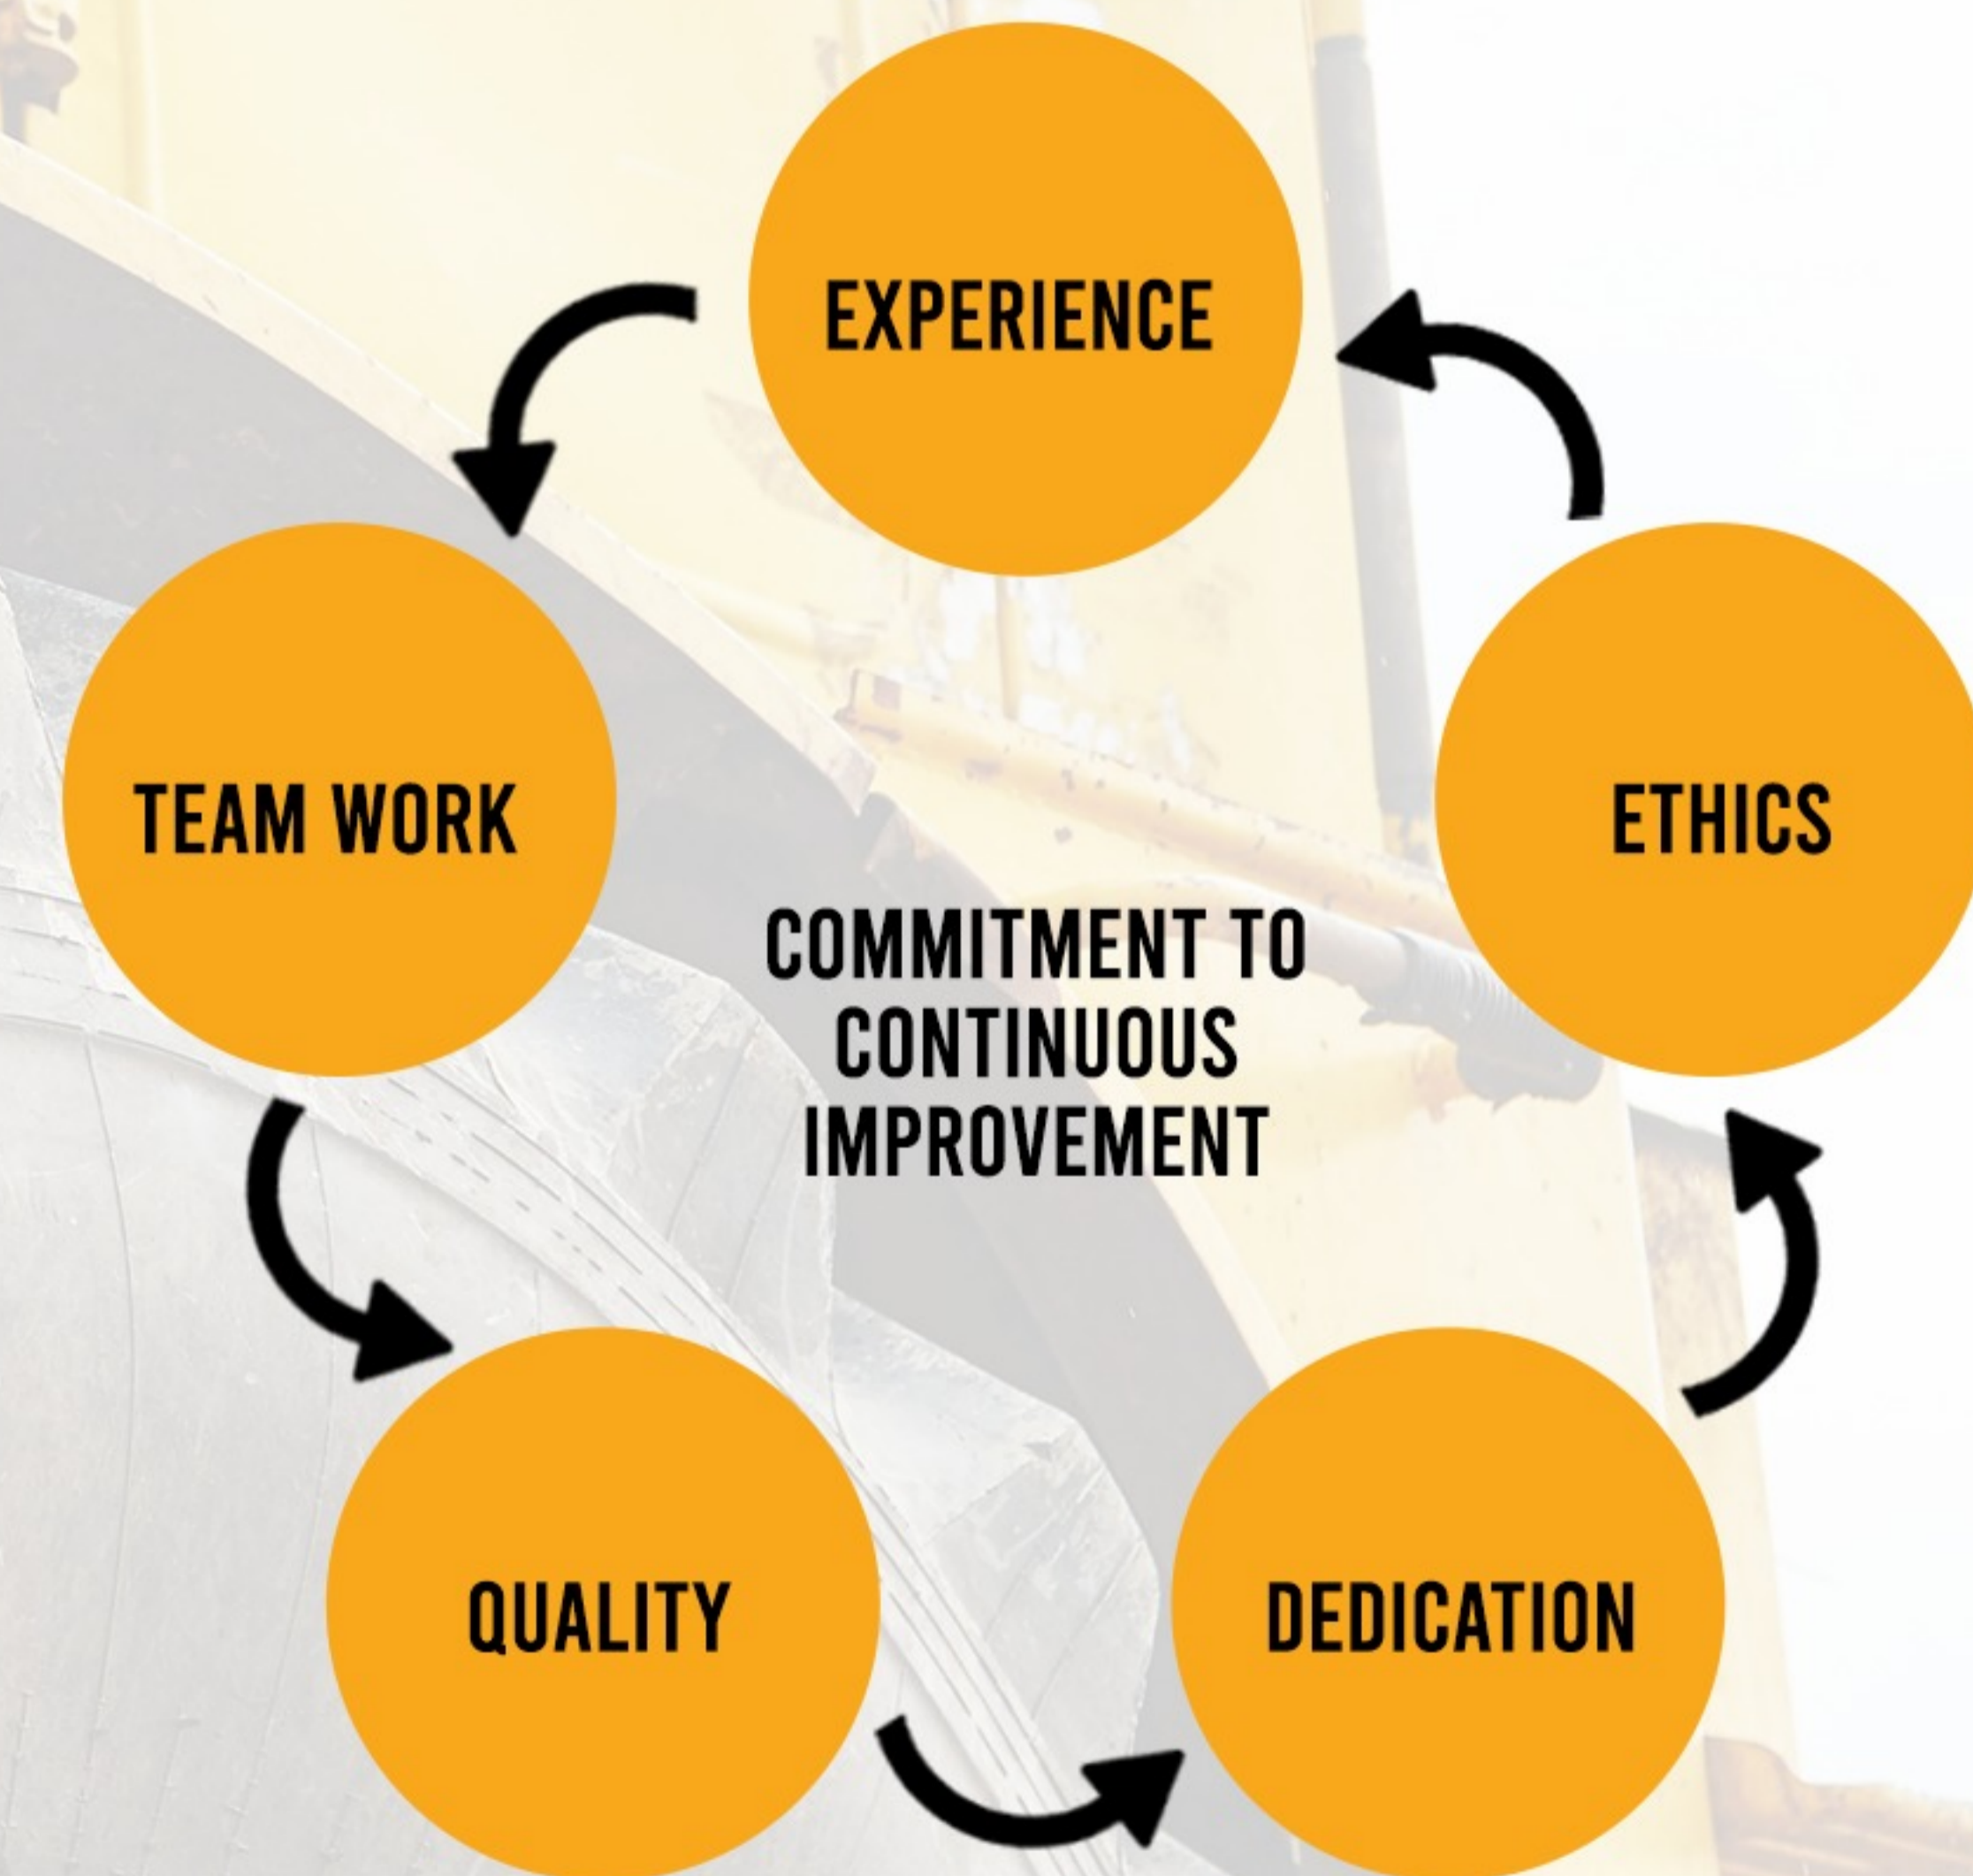 EXPERIENCE
TEAM WORK
ETHICS
COMMITMENT TO
CONTINUOUS
IMPROVEMENT
QUALITY
DEDICATION